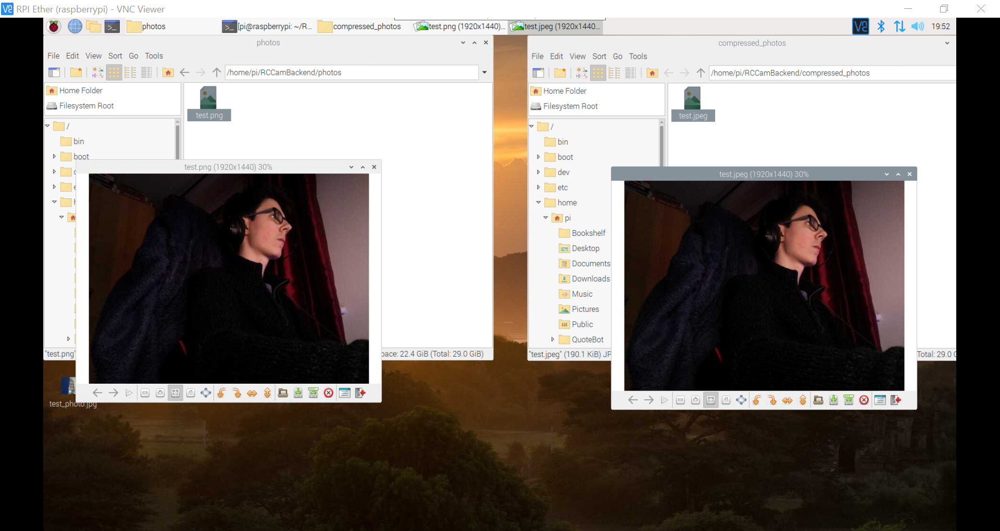 RPI Ether (raspberrypi) - VNC Viewer
photos
[pi@raspberrypi: ~/R...
compressed_photos
test.png (1920x1440)...
test.jpeg (1920x1440...
19:52
photos
File Edit View Sort Go Tools
/home/pi/RCCamBackend/photos
Home Folder
Filesystem Root
/
bin
boot
test.png
test.png (1920x1440) 30%
"test.png"
pace: 22.4 GiB (Total: 29.0 GiB)
test_photo.jpg
compressed_photos
File Edit View Sort Go Tools
/home/pi/RCCamBackend/compressed_photos
Home Folder
Filesystem Root
/
bin
boot
dev
etc
home
pi
Bookshelf
Desktop
Documents
Downloads
Music
Pictures
Public
QuoteBot
test.jpeg
test.jpeg (1920x1440) 30%
"test.jpeg" (190.1 KiB) JP
Total: 29.0 G